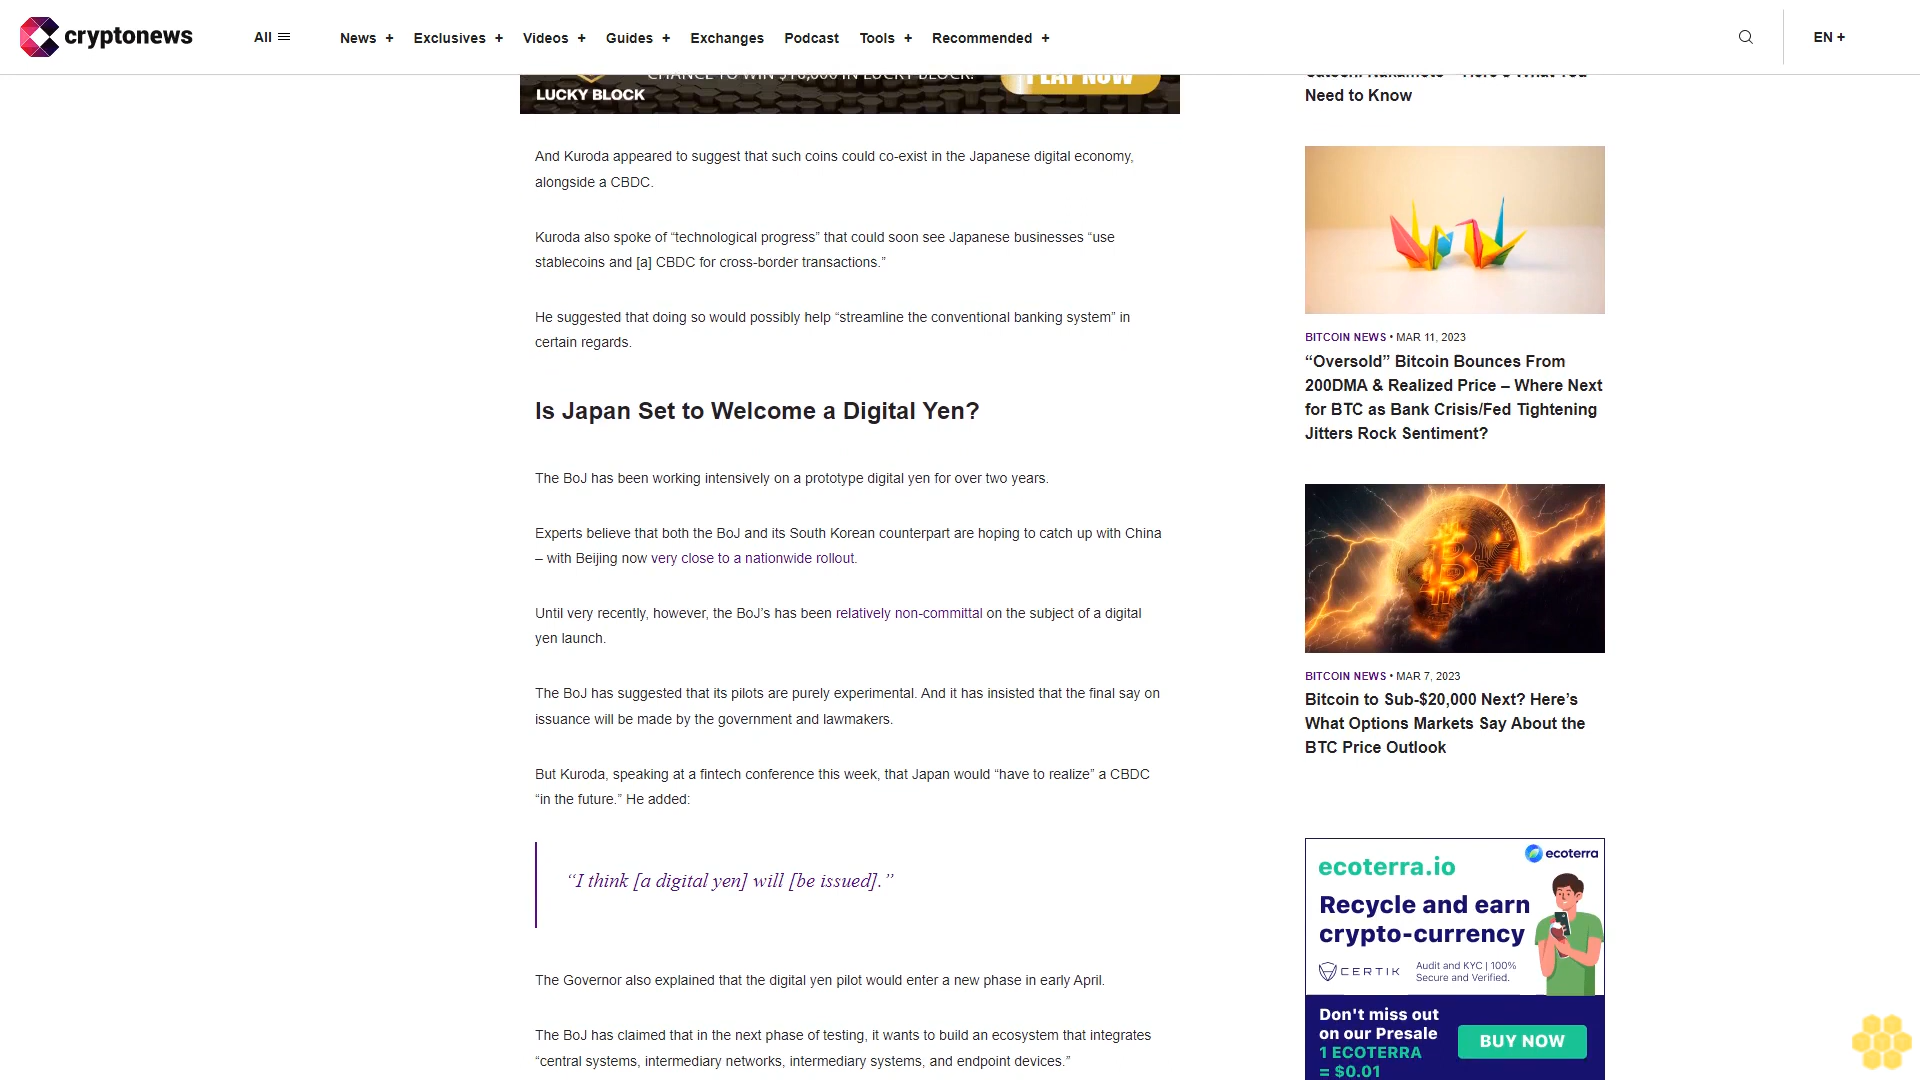 cryptonews
All
News +
Exclusives +
Videos +
Guides +
Exchanges
Podcast
Tools +
Recommended +
EN +
CHANCE TO WIN $10,000 IN LUCKY BLOCK!
PLAY NOW
LUCKY BLOCK
And Kuroda appeared to suggest that such coins could co-exist in the Japanese digital economy,
alongside a CBDC.
Kuroda also spoke of “technological progress” that could soon see Japanese businesses “use
stablecoins and [a] CBDC for cross-border transactions.”
He suggested that doing so would possibly help “streamline the conventional banking system” in
certain regards.
Is Japan Set to Welcome a Digital Yen?
The BoJ has been working intensively on a prototype digital yen for over two years.
Experts believe that both the BoJ and its South Korean counterpart are hoping to catch up with China
– with Beijing now very close to a nationwide rollout.
Until very recently, however, the BoJ’s has been relatively non-committal on the subject of a digital
yen launch.
The BoJ has suggested that its pilots are purely experimental. And it has insisted that the final say on
issuance will be made by the government and lawmakers.
But Kuroda, speaking at a fintech conference this week, that Japan would “have to realize” a CBDC
“in the future.” He added:
“I think [a digital yen] will [be issued].”
The Governor also explained that the digital yen pilot would enter a new phase in early April.
The BoJ has claimed that in the next phase of testing, it wants to build an ecosystem that integrates
“central systems, intermediary networks, intermediary systems, and endpoint devices.”
Satoshi Nakamoto – Here’s What You
Need to Know
BITCOIN NEWS • MAR 11, 2023
“Oversold” Bitcoin Bounces From
200DMA & Realized Price – Where Next
for BTC as Bank Crisis/Fed Tightening
Jitters Rock Sentiment?
BITCOIN NEWS • MAR 7, 2023
Bitcoin to Sub-$20,000 Next? Here’s
What Options Markets Say About the
BTC Price Outlook
ecoterra
ecoterra.io
Recycle and earn
crypto-currency
CERTIK
Audit and KYC | 100%
Secure and Verified.
Don't miss out
on our Presale
1 ECOTERRA
= $0.01
BUY NOW